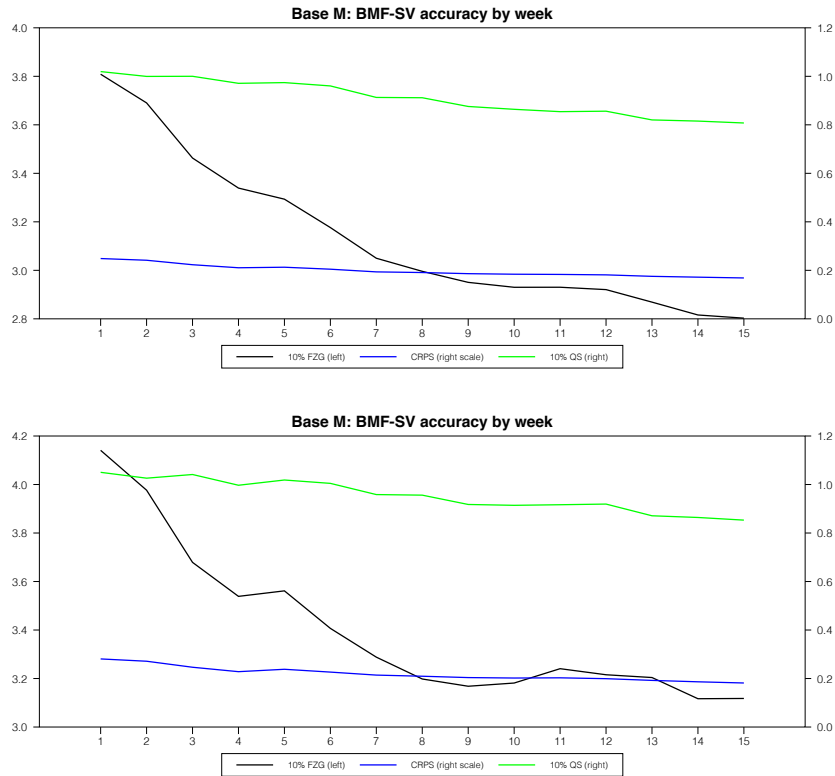 Base M: BMF-SV accuracy by week
4.0 1.2
3.8 1.0
3.6 0.8
3.4 0.6
3.2 0.4
3.0 0.2
2.8 0.0
1 2 3 4 5 6 7 8 9 10 11 12 13 14 15
10% FZG (left) CRPS (right scale) 10% QS (right)
Base M: BMF-SV accuracy by week
4.2 1.2
4.0 1.0
3.8 0.8
3.6 0.6
3.4 0.4
3.2 0.2
3.0 0.0
1 2 3 4 5 6 7 8 9 10 11 12 13 14 15
10% FZG (left) CRPS (right scale) 10% QS (right)